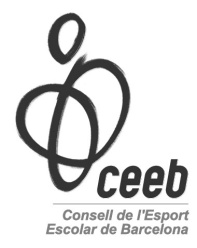 ceeb
Consell de l'Esport
Escolar de Barcelona